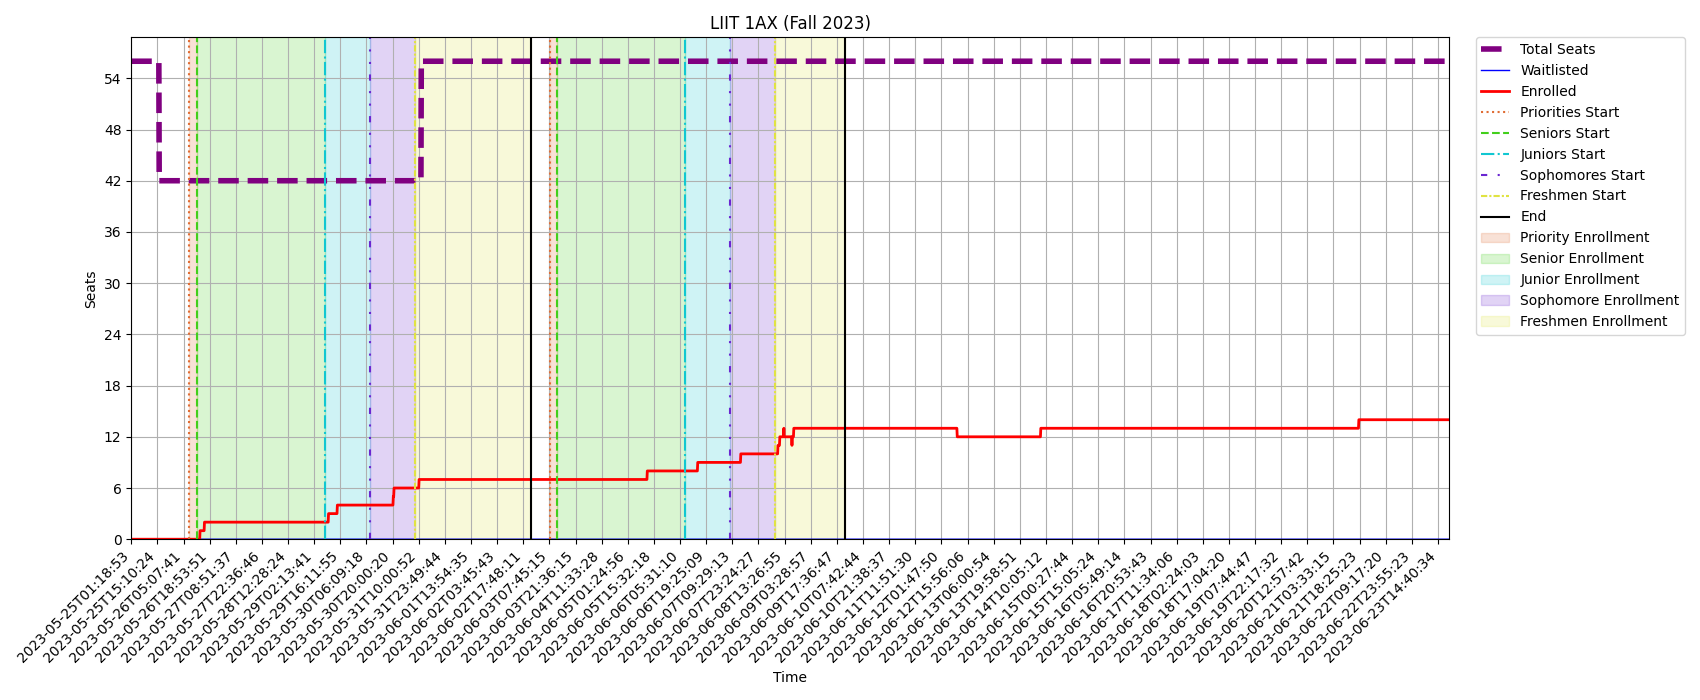 LIIT 1AX (Fall 2023)
Seats
54
48
42
36
30
24
18
12
6
0
2023-05-25T01:18:53
2023-05-25T15:10:24
2023-05-26T05:07:41
2023-05-26T18:53:51
2023-05-27T08:51:37
2023-05-27T22:36:46
2023-05-28T12:28:24
2023-05-29T02:13:41
2023-05-29T16:11:55
2023-05-30T06:09:18
2023-05-30T20:00:20
2023-05-31T10:00:52
2023-05-31T23:49:44
2023-06-01T13:54:35
2023-06-02T03:45:43
2023-06-02T17:48:11
2023-06-03T07:45:15
2023-06-03T21:36:15
2023-06-04T11:33:28
2023-06-05T01:24:56
2023-06-05T15:32:18
2023-06-06T05:31:10
2023-06-06T19:25:09
2023-06-07T09:29:13
2023-06-07T23:24:27
2023-06-08T13:26:55
2023-06-09T03:28:57
2023-06-09T17:36:47
2023-06-10T07:42:44
2023-06-10T21:38:37
2023-06-11T11:51:30
2023-06-12T01:47:50
2023-06-12T15:56:06
2023-06-13T06:00:54
2023-06-13T19:58:51
2023-06-14T10:05:12
2023-06-15T00:27:44
2023-06-15T15:05:24
2023-06-16T05:49:14
2023-06-16T20:53:43
2023-06-17T11:34:06
2023-06-18T02:24:03
2023-06-18T17:04:20
2023-06-19T07:44:47
2023-06-19T22:17:32
2023-06-20T12:57:42
2023-06-21T03:33:15
2023-06-21T18:25:23
2023-06-22T09:17:20
2023-06-22T23:55:23
2023-06-23T14:40:34
Time
Total Seats
Waitlisted
Enrolled
Priorities Start
Seniors Start
Juniors Start
Sophomores Start
Freshmen Start
End
Priority Enrollment
Senior Enrollment
Junior Enrollment
Sophomore Enrollment
Freshmen Enrollment